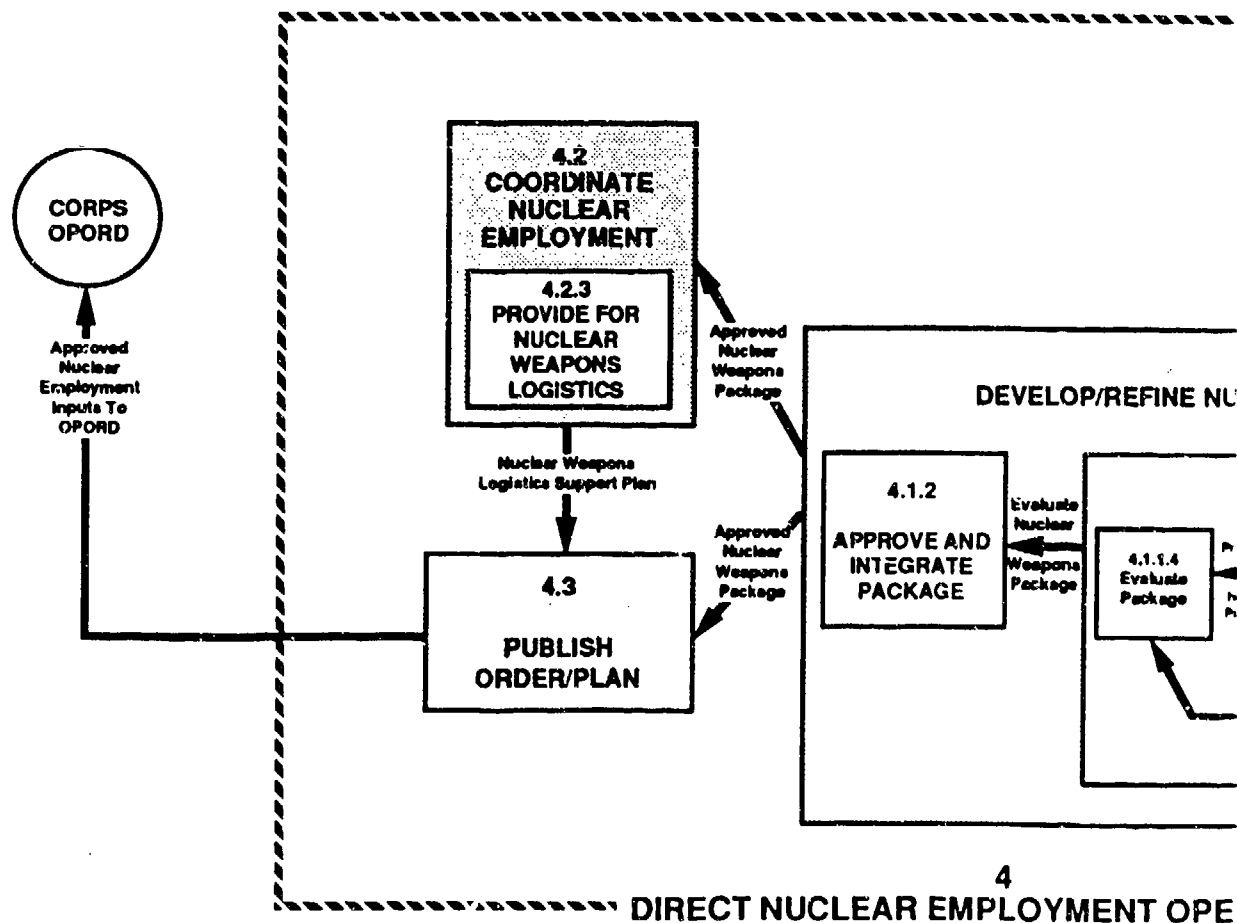 CORPS
OPORD
Approved
Nuclear
Employment
Inputs To
OPORD
4.2
COORDINATE
NUCLEAR
EMPLOYMENT
4.2.3
PROVIDE FOR
NUCLEAR
WEAPONS
LOGISTICS
Nuclear Weapons
Logistics Support Plan
4.3
PUBLISH
ORDER/PLAN
Approved
Nuclear
Weapons
Package
Approved
Nuclear
Weapons
Package
DEVELOP/REFINE NU
4.1.2
APPROVE AND
INTEGRATE
PACKAGE
Evaluate
Nuclear
Weapons
Package
4.1.1.4
Evaluate
Package
4
DIRECT NUCLEAR EMPLOYMENT OPE